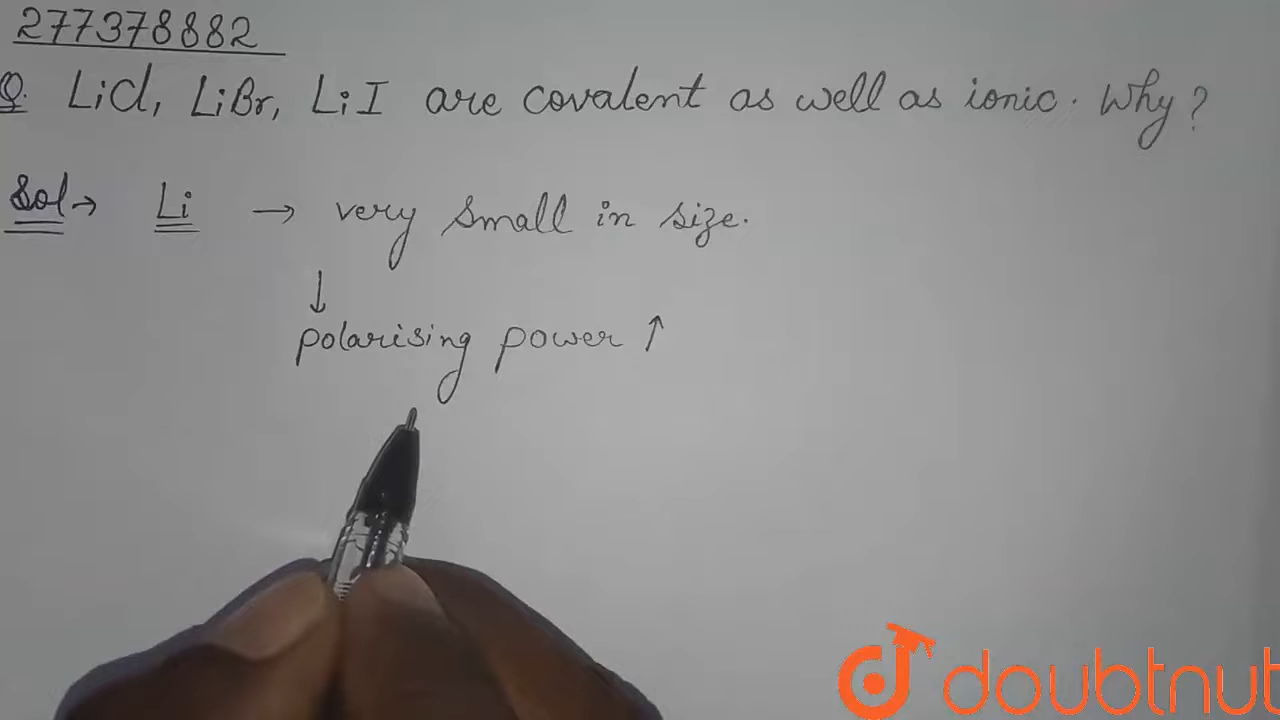 277378882
Q. LiCl, LiBr, LiI are covalent as well as ionic. Why?
Sol → Li → very small in size.
↓
polarising power ↑
doubtnut